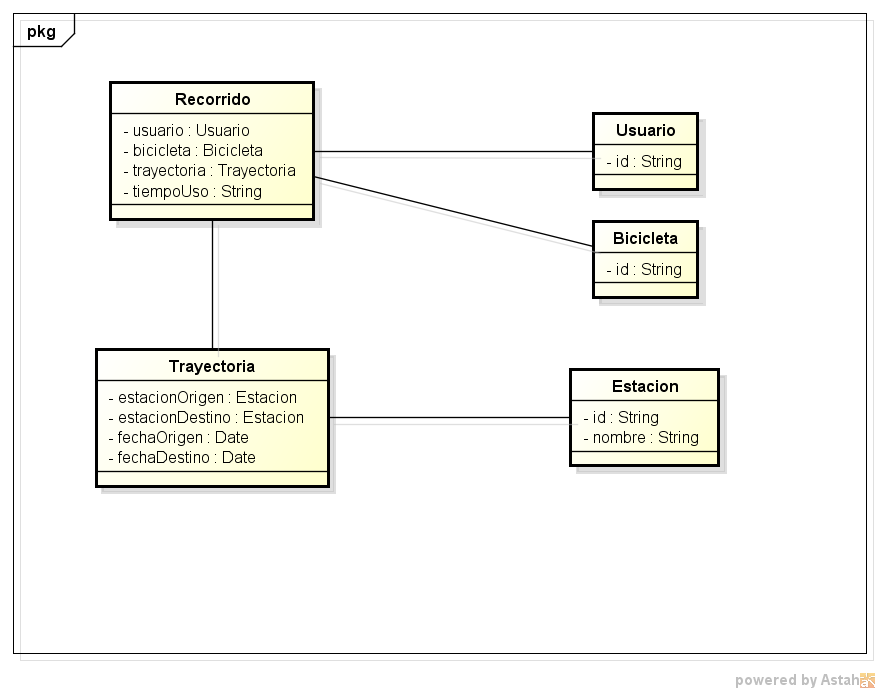 pkg
Recorrido
- usuario : Usuario
- bicicleta : Bicicleta
- trayectoria : Trayectoria
- tiempoUso : String
Usuario
- id : String
Bicicleta
- id : String
Trayectoria
- estacionOrigen : Estacion
- estacionDestino : Estacion
- fechaOrigen : Date
- fechaDestino : Date
Estacion
- id : String
- nombre : String
powered by Astah